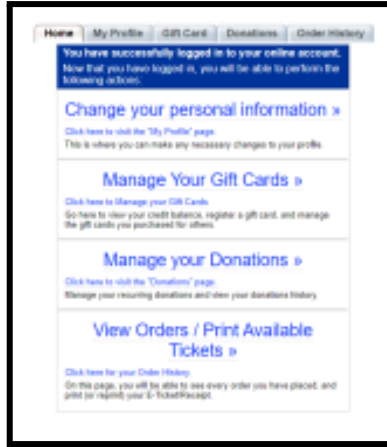 Home My Profile Gift Card Donations Order History
You have successfully logged in to your online account.
Now that you have logged in, you will be able to perform the
following actions:
Change your personal information »
Click here to visit the "My Profile" page.
This is where you can make any necessary changes to your profile.
Manage Your Gift Cards »
Click here to Manage your Gift Cards
Go here to view your credit balance, register a gift card, and manage
the gift cards you purchased for others.
Manage your Donations »
Click here to visit the "Donations" page.
Manage your recurring donations and view your donations history.
View Orders / Print Available
Tickets »
Click here for your Order History.
On this page, you will be able to see every order you have placed, and
print (or reprint) your E-Ticket/Receipt.